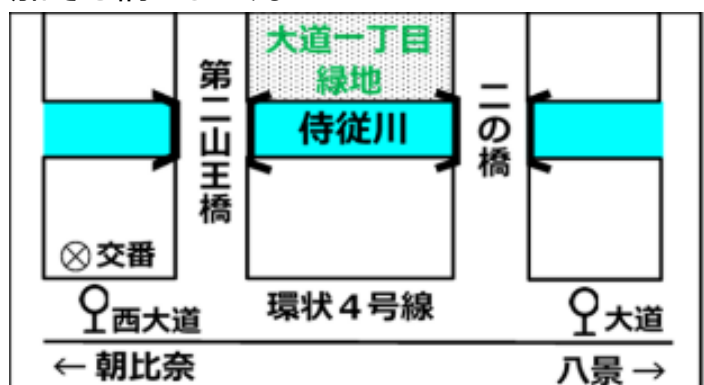 大道一丁目
緑地
第二山王橋
侍従川
二の橋
交番
西大道
環状４号線
大道
← 朝比奈
八景 →